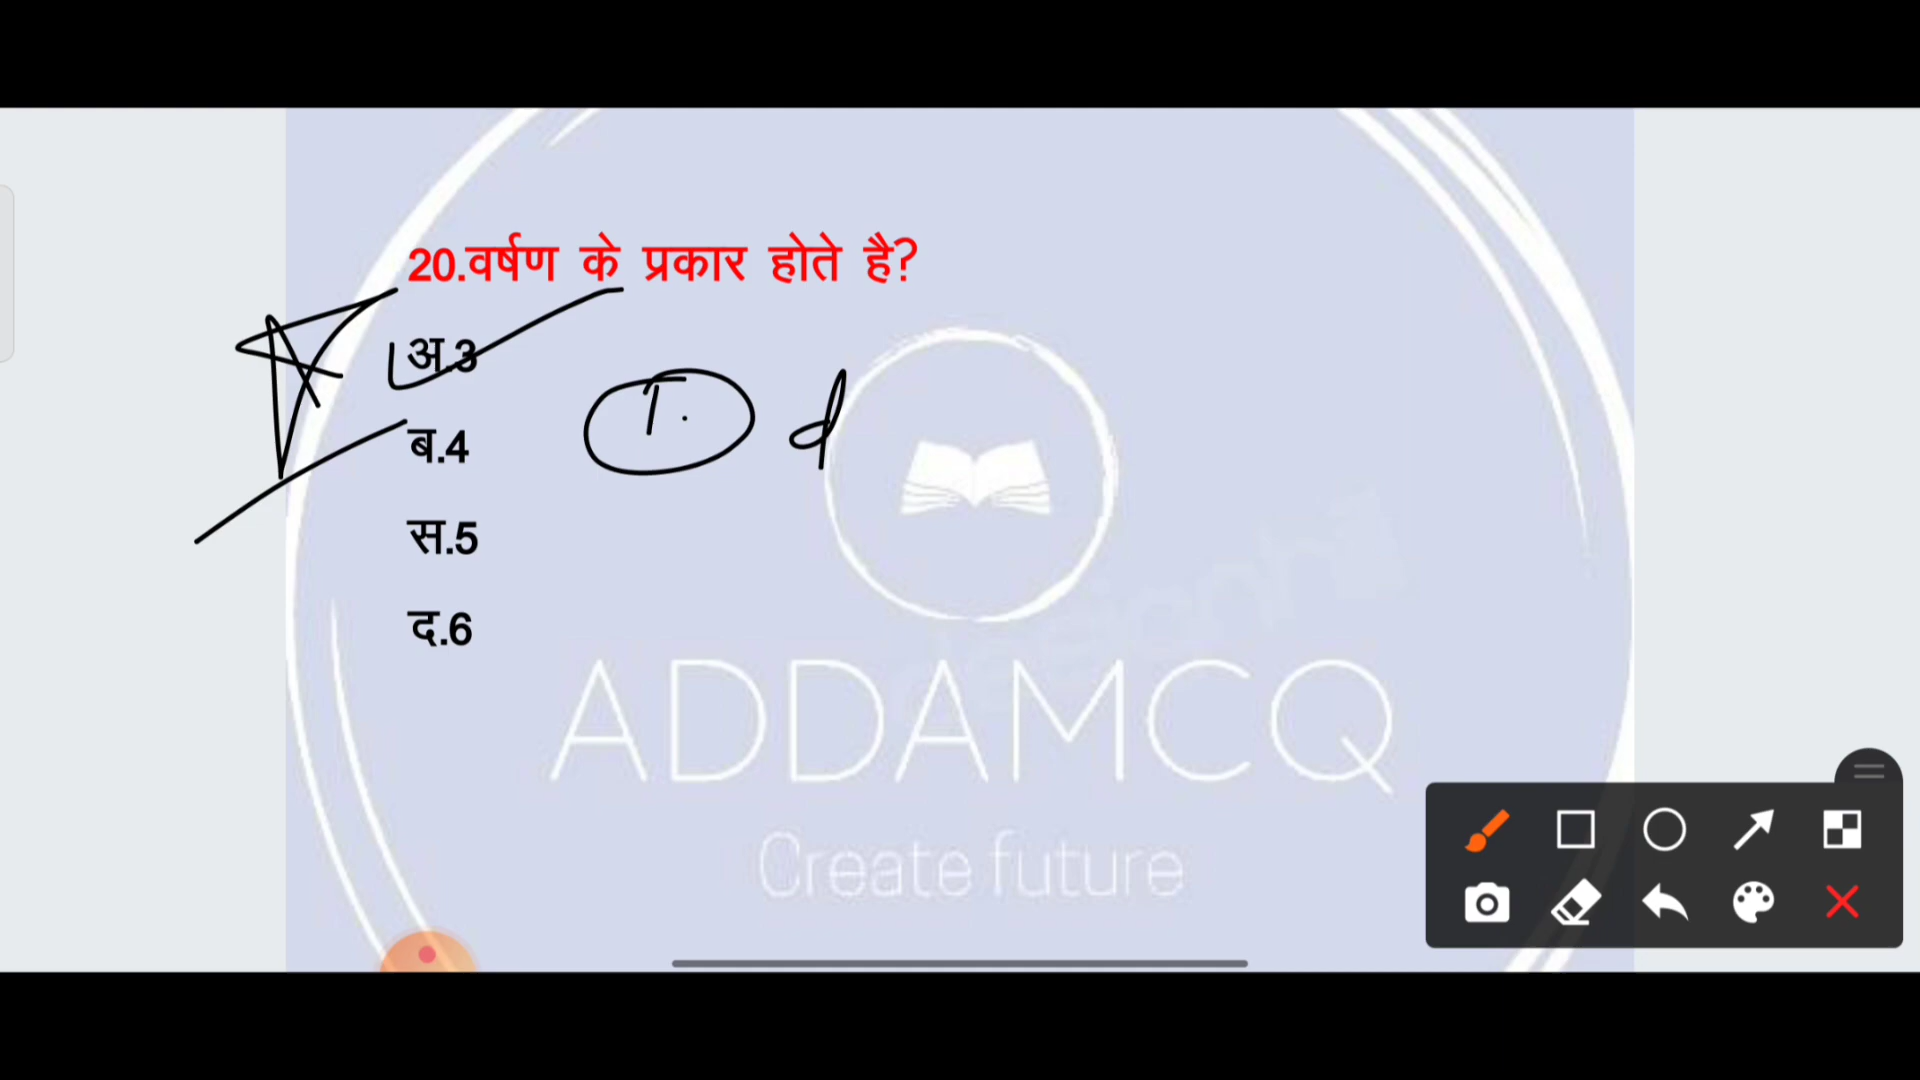 20.वर्षण के प्रकार होते है?
अ.3
T.
d
ब.4
स.5
द.6
ADDAMCQ
Create future